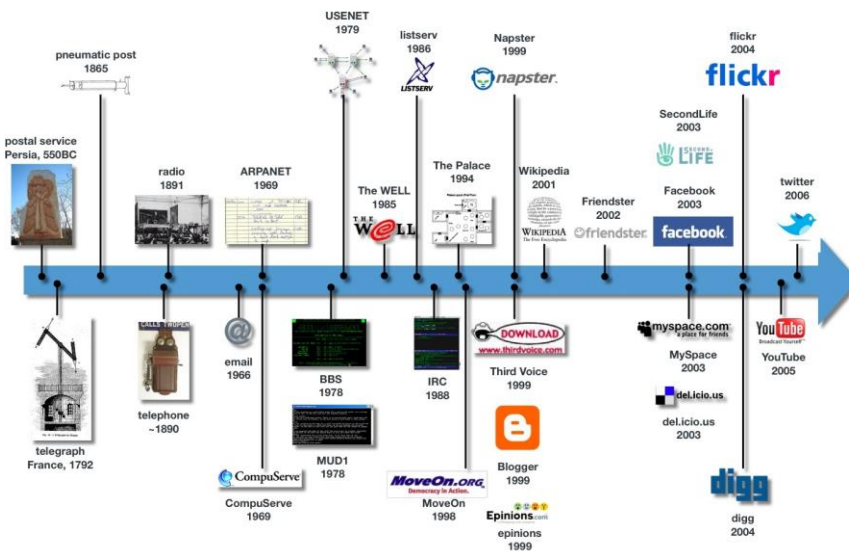 USENET
1979
listserv
1986
LISTSERV
Napster
1999
napster.
flickr
2004
flickr
pneumatic post
1865
SecondLife
2003
SECOND
LIFE
postal service
Persia, 550BC
radio
1891
ARPANET
1969
The WELL
1985
THE
WELL
The Palace
1994
Wikipedia
2001
WIKIPEDIA
The Free Encyclopedia
Friendster
2002
friendster.
Facebook
2003
facebook.
twitter
2006
telegraph
France, 1792
telephone
~1890
@
email
1966
CompuServe
CompuServe
1969
BBS
1978
MUD1
1978
IRC
1988
MoveOn.ORG
Democracy in Action.
MoveOn
1998
DOWNLOAD
www.thirdvoice.com
Third Voice
1999
Blogger
1999
Epinions.com
epinions
1999
myspace.com
a place for friends
MySpace
2003
del.icio.us
del.icio.us
2003
digg
digg
2004
YouTube
Broadcast Yourself
YouTube
2005